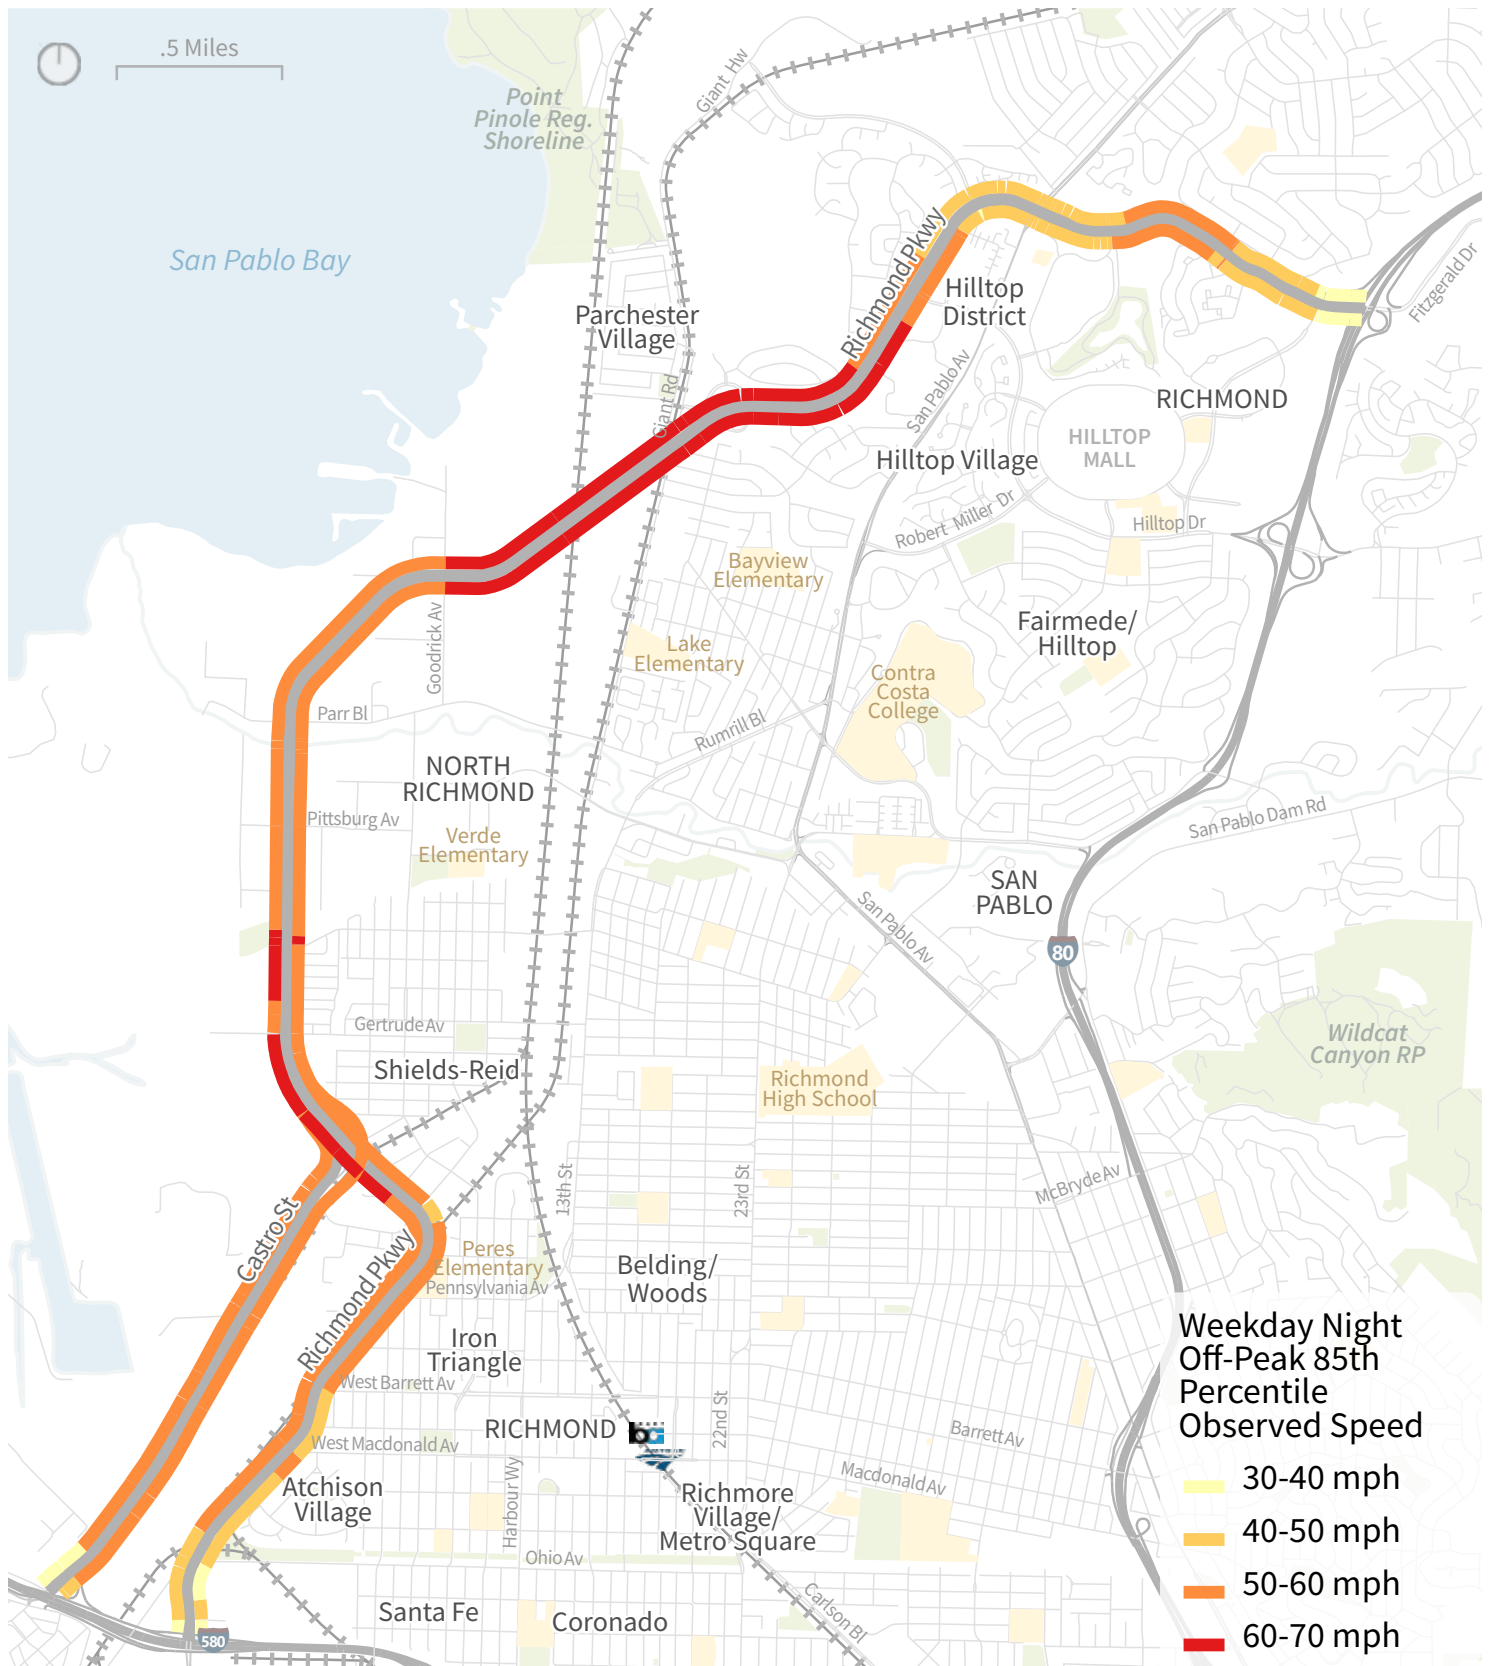 .5 Miles
Point
Pinole Reg.
Shoreline
Giant Hw
San Pablo Bay
Richmond Pkwy
Hilltop
District
Fitzgerald Dr
Parchester
Village
Giant Rd
San Pablo Av
RICHMOND
HILLTOP
MALL
Hilltop Village
Robert Miller Dr
Hilltop Dr
Bayview
Elementary
Goodrick Av
Lake
Elementary
Fairmede/
Hilltop
Contra
Costa
College
Parr Bl
Rumrill Bl
NORTH
RICHMOND
Pittsburg Av
Verde
Elementary
San Pablo Dam Rd
SAN
PABLO
San Pablo Av
80
Gertrude Av
Shields-Reid
Wildcat
Canyon RP
Richmond
High School
13th St
23rd St
McBryde Av
Castro St
Richmond Pkwy
Peres
Elementary
Pennsylvania Av
Belding/
Woods
Iron
Triangle
West Barrett Av
RICHMOND
22nd St
Barrett Av
West Macdonald Av
Macdonald Av
Atchison
Village
Harbour Wy
Richmore
Village/
Metro Square
Ohio Av
Santa Fe
Coronado
Carlson Bl
580
Weekday Night
Off-Peak 85th
Percentile
Observed Speed
30-40 mph
40-50 mph
50-60 mph
60-70 mph